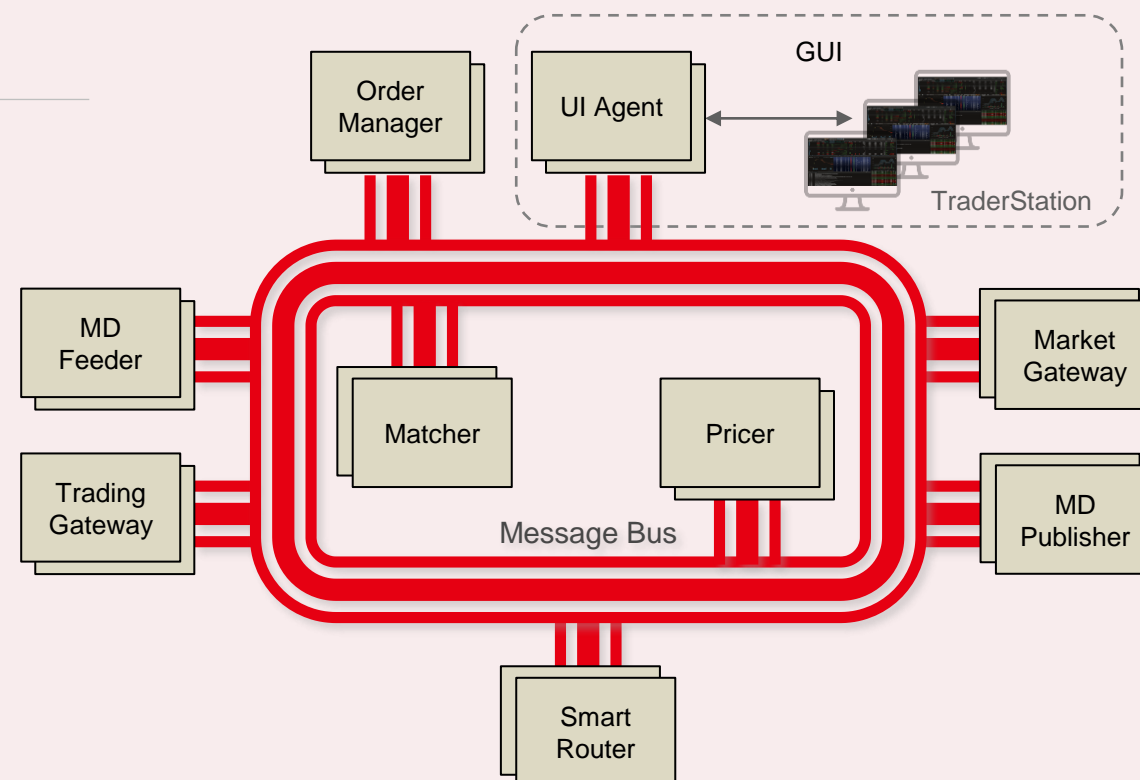 GUI
Order
Manager
UI Agent
TraderStation
MD
Feeder
Market
Gateway
Matcher
Pricer
Trading
Gateway
MD
Publisher
Message Bus
Smart
Router